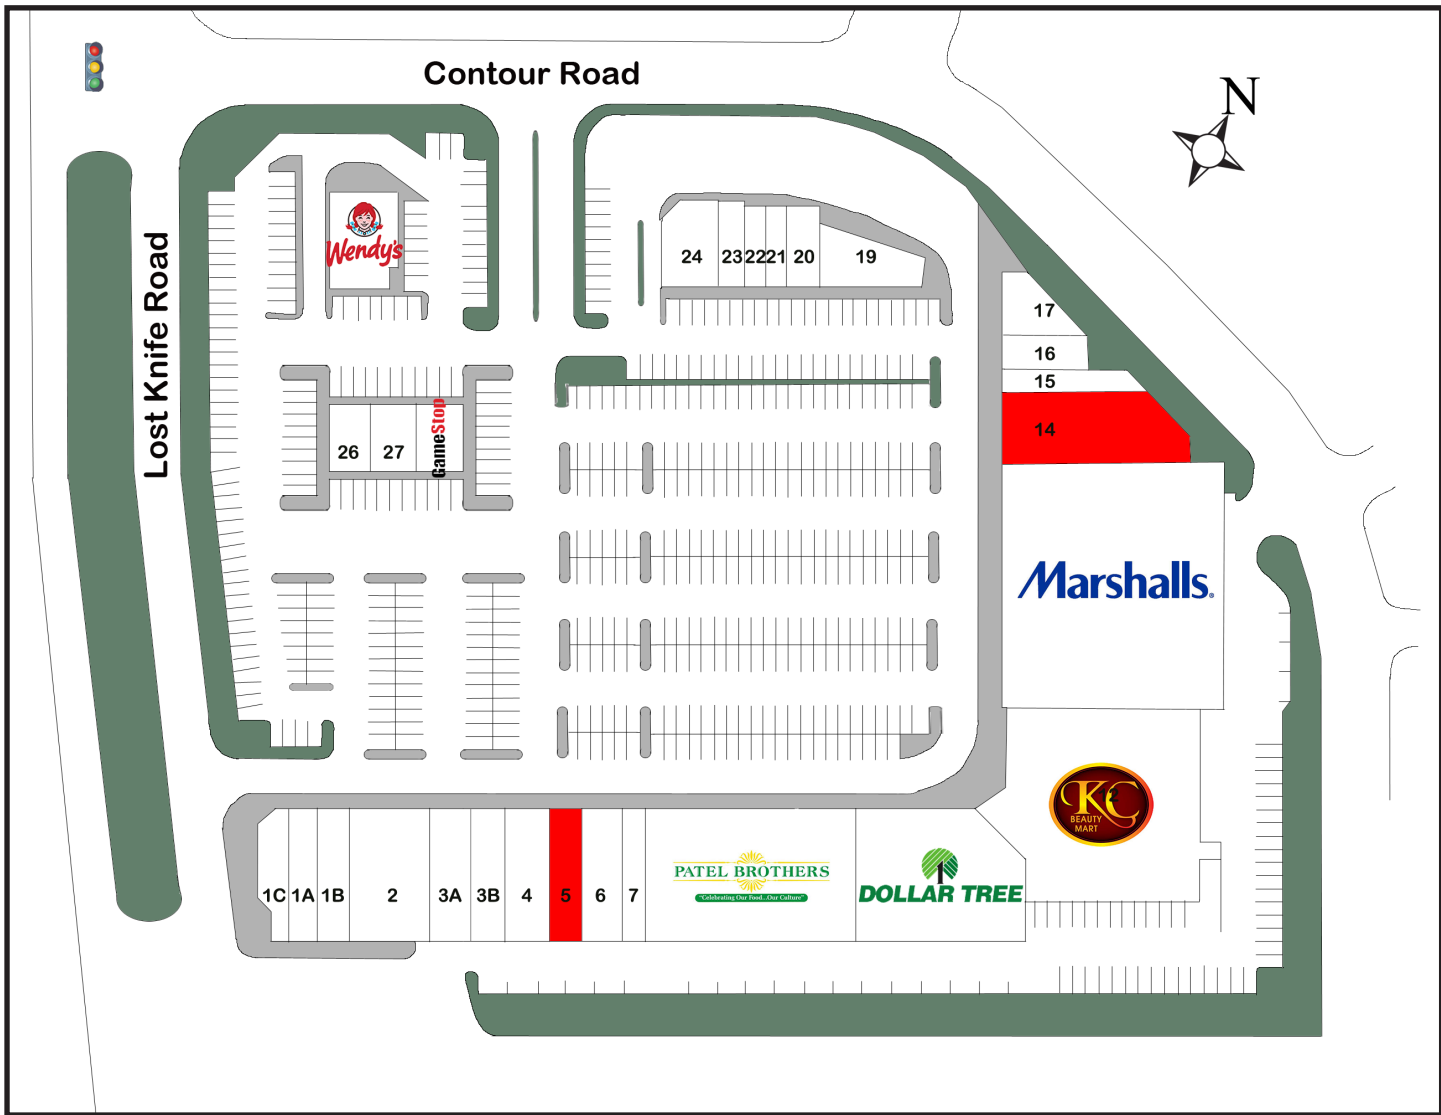 Contour Road
N
Lost Knife Road
Wendy's
24
23
22
21
20
19
17
16
15
14
26
27
GameStop
Marshalls
12
KC
BEAUTY
MART
1C
1A
1B
2
3A
3B
4
5
6
7
PATEL BROTHERS
"Celebrating Our Food...Our Culture"
DOLLAR TREE